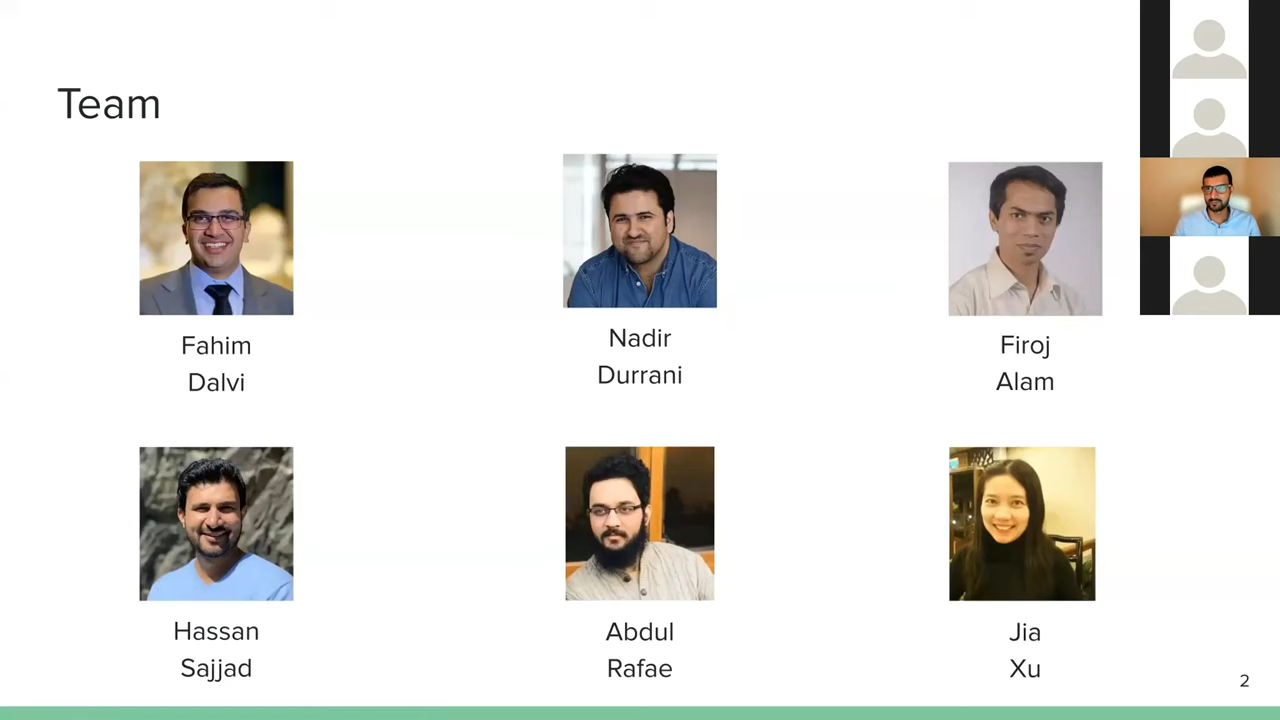 Team
Fahim
Dalvi
Nadir
Durrani
Firoj
Alam
Hassan
Sajjad
Abdul
Rafae
Jia
Xu
2